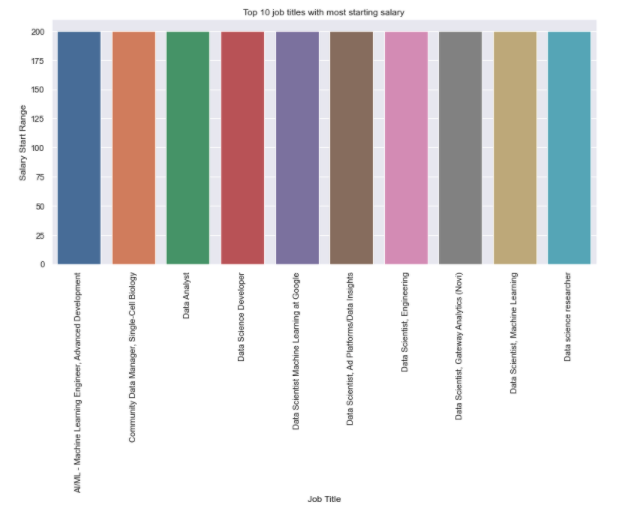 Top 10 job titles with most starting salary
200
175
150
125
100
75
50
25
0
Salary Start Range
AI/ML - Machine Learning Engineer, Advanced Development
Community Data Manager, Single-Cell Biology
Data Analyst
Data Science Developer
Data Scientist Machine Learning at Google
Data Scientist, Ad Platforms/Data Insights
Data Scientist, Engineering
Data Scientist, Gateway Analytics (Novi)
Data Scientist, Machine Learning
Data science researcher
Job Title